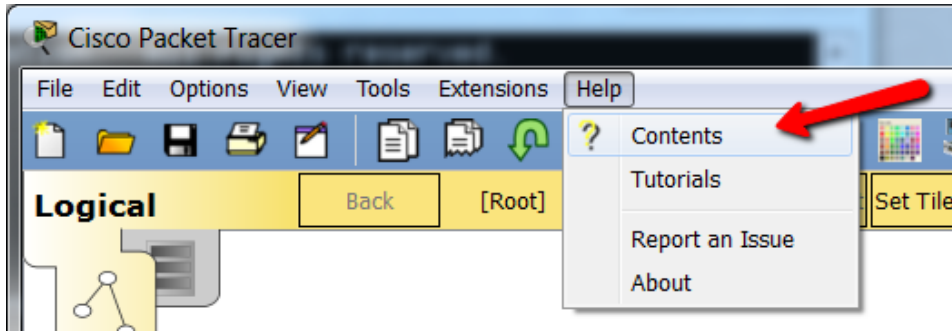 Cisco Packet Tracer
File Edit Options View Tools Extensions Help
? Contents
Tutorials
Logical Back [Root] Set Tile
Report an Issue
About